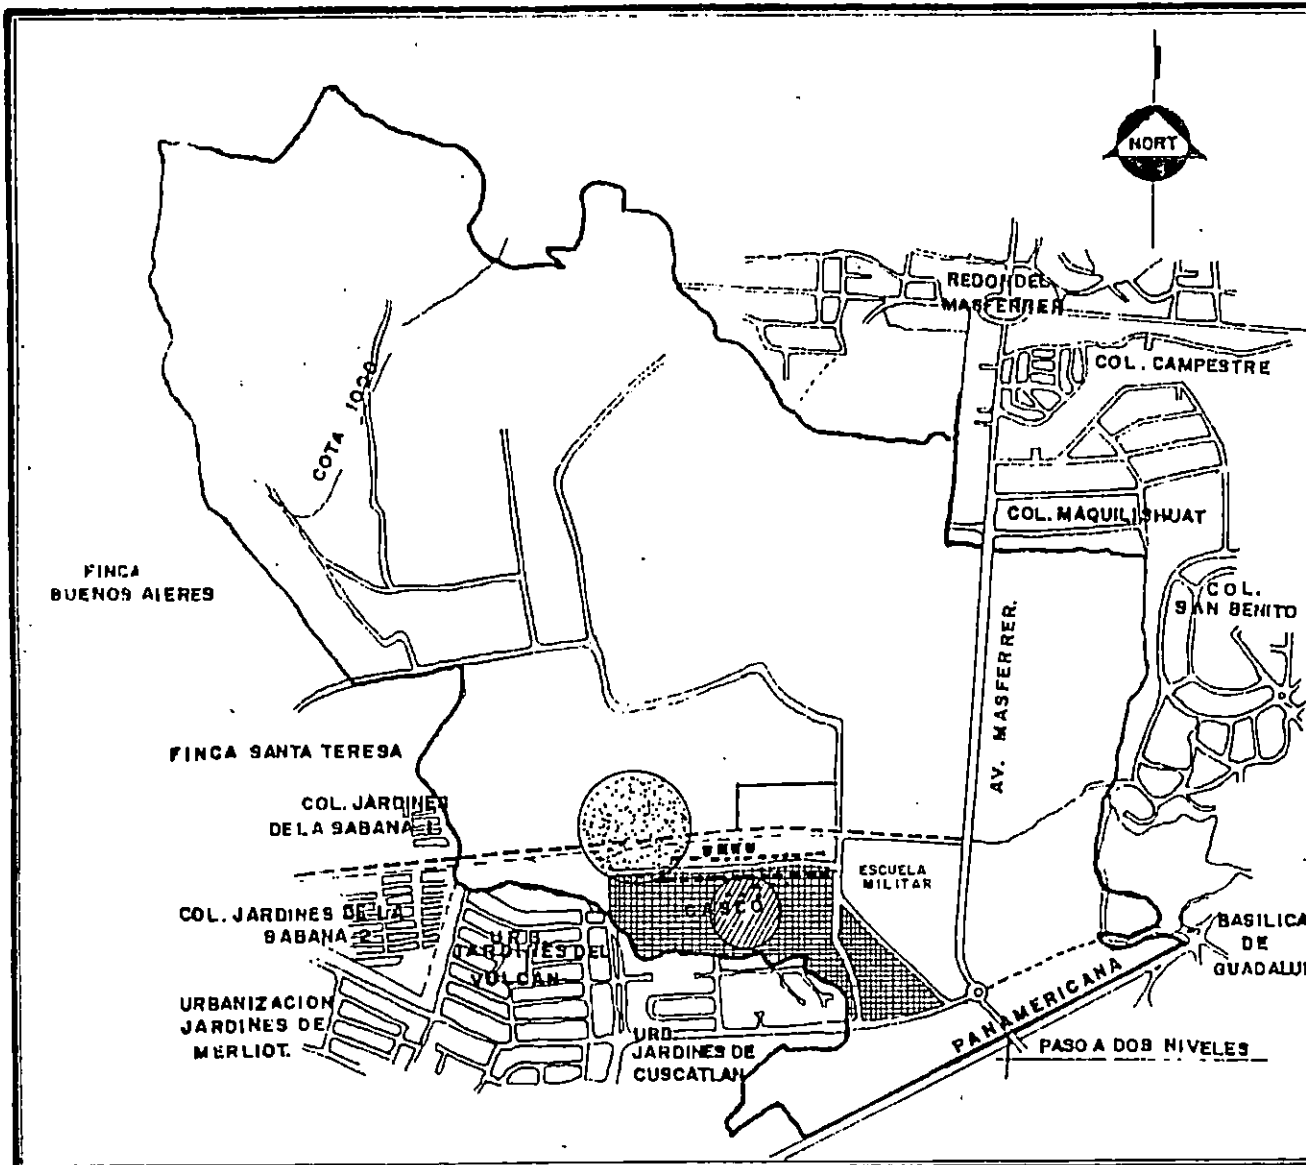 NORT
REDONDEL
MASFERRER
COL. CAMPESTRE
COTA 1020
COL. MAQUILISHUAT
FINCA
BUENOS AIERES
COL.
SAN BENITO
AV. MASFERRER.
FINCA SANTA TERESA
COL. JARDINES
DE LA SABANA 1
ESCUELA
MILITAR
CASCO
COL. JARDINES DE LA
SABANA 2
URB.
JARDINES DEL
VOLCAN
BASILICA
DE
GUADALUP
URBANIZACION
JARDINES DE
MERLIOT.
URB.
JARDINES DE
CUSCATLAN
PANAMERICANA
PASO A DOS NIVELES